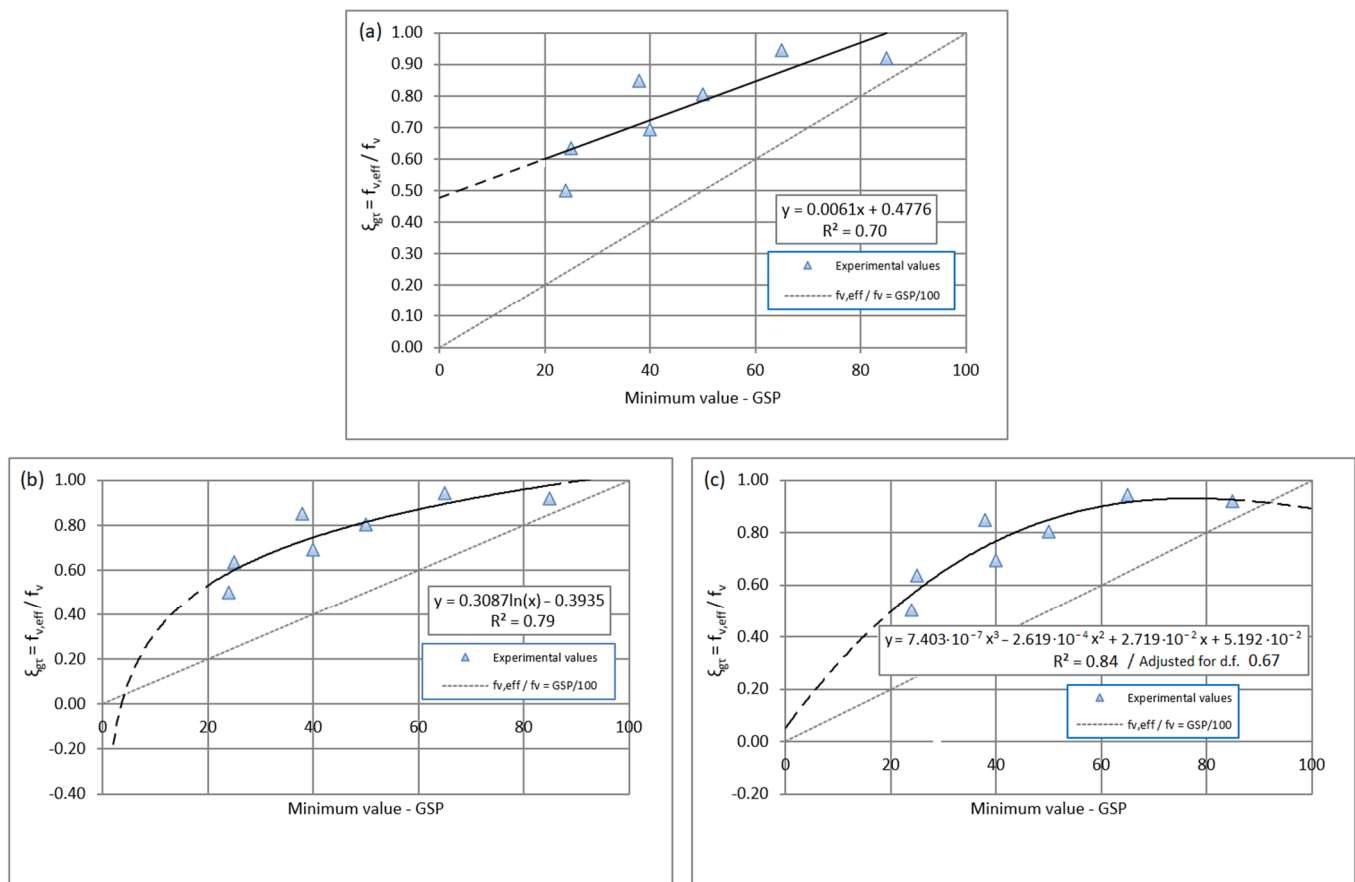 (a)
1.00
0.90
0.80
0.70
0.60
0.50
0.40
0.30
0.20
0.10
0.00
ξgτ = fv,eff / fv
y = 0.0061x + 0.4776
R² = 0.70
Experimental values
fv,eff / fv = GSP/100
0 20 40 60 80 100
Minimum value - GSP
(b)
1.00
0.80
0.60
0.40
0.20
0.00
-0.20
-0.40
ξgτ = fv,eff / fv
y = 0.3087ln(x) – 0.3935
R² = 0.79
Experimental values
fv,eff / fv = GSP/100
0 20 40 60 80 100
Minimum value - GSP
(c)
1.00
0.80
0.60
0.40
0.20
0.00
-0.20
ξgτ = fv,eff / fv
y = 7.403·10⁻⁷ x³ – 2.619·10⁻⁴ x² + 2.719·10⁻² x + 5.192·10⁻²
R² = 0.84 / Adjusted for d.f. 0.67
Experimental values
fv,eff / fv = GSP/100
0 20 40 60 80 100
Minimum value - GSP